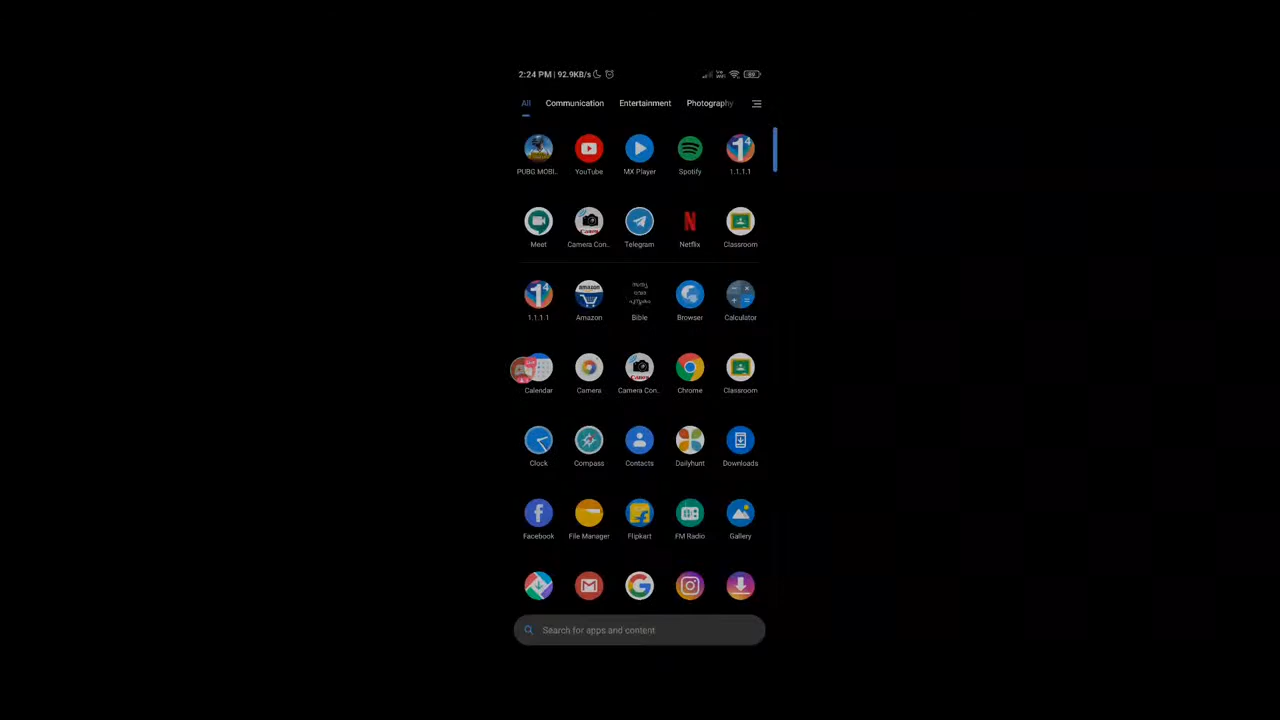 2:24 PM | 92.9KB/s
All Communication Entertainment Photography
PUBG MOBI.. YouTube MX Player Spotify 1.1.1.1
Meet Camera Con.. Telegram Netflix Classroom
1.1.1.1 Amazon Bible Browser Calculator
Calendar Camera Camera Con.. Chrome Classroom
Clock Compass Contacts Dailyhunt Downloads
Facebook File Manager Flipkart FM Radio Gallery
Search for apps and content